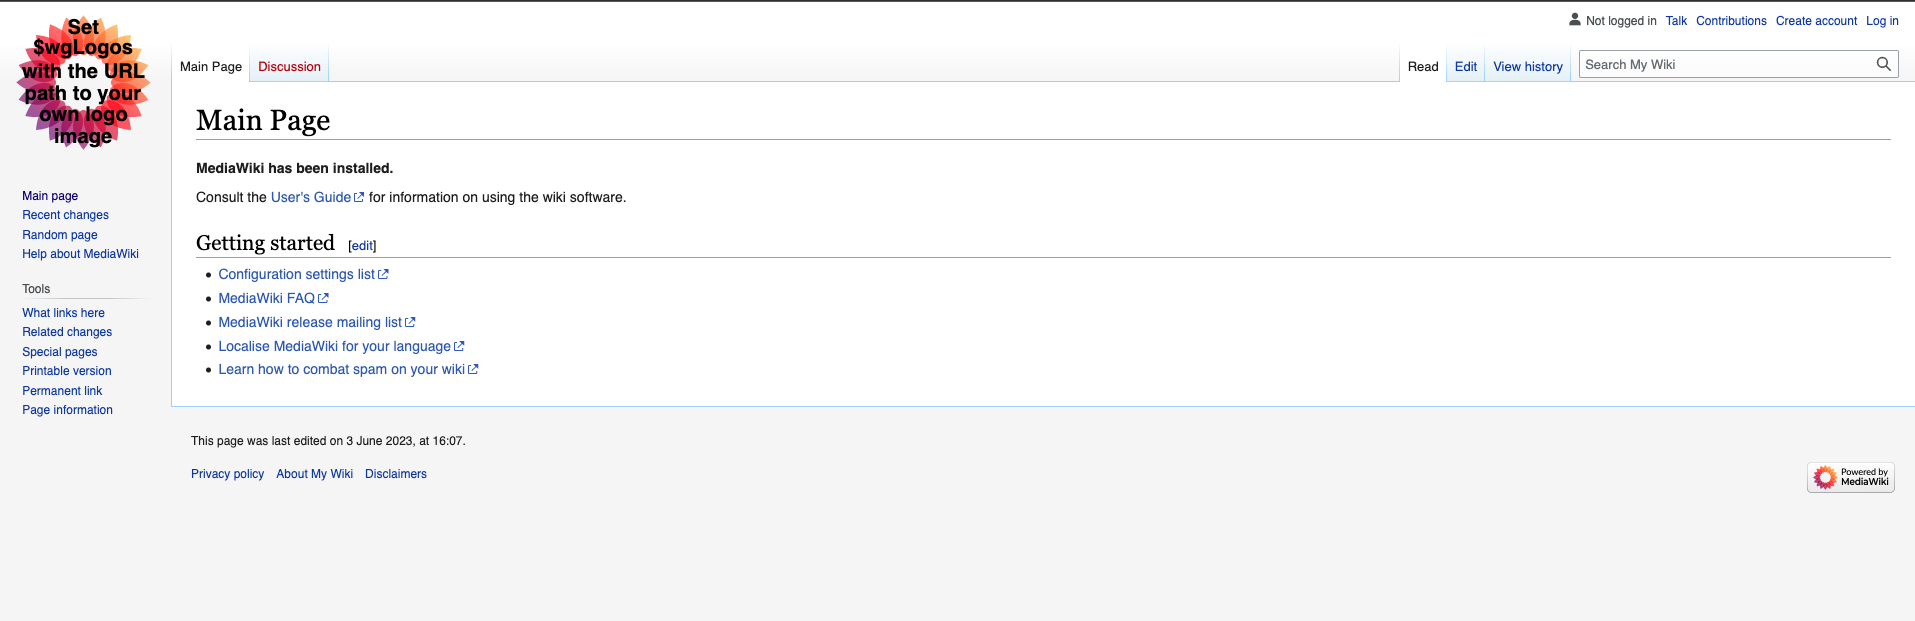 Set
$wgLogos
with the URL
path to your
own logo
image
Not logged in Talk Contributions Create account Log in
Main Page Discussion
Read Edit View history Search My Wiki
Main page
Recent changes
Random page
Help about MediaWiki
Tools
What links here
Related changes
Special pages
Printable version
Permanent link
Page information
Main Page
MediaWiki has been installed.
Consult the User's Guide for information on using the wiki software.
Getting started [edit]
Configuration settings list
MediaWiki FAQ
MediaWiki release mailing list
Localise MediaWiki for your language
Learn how to combat spam on your wiki
This page was last edited on 3 June 2023, at 16:07.
Privacy policy About My Wiki Disclaimers
Powered by
MediaWiki